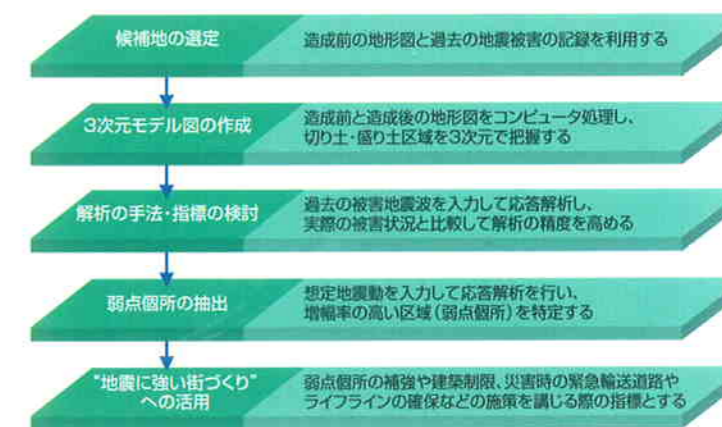 候補地の選定
造成前の地形図と過去の地震被害の記録を利用する
3次元モデル図の作成
造成前と造成後の地形図をコンピュータ処理し、
切り土・盛り土区域を3次元で把握する
解析の手法・指標の検討
過去の被害地震波を入力して応答解析し、
実際の被害状況と比較して解析の精度を高める
弱点個所の抽出
想定地震動を入力して応答解析を行い、
増幅率の高い区域(弱点個所)を特定する
“地震に強い街づくり”
への活用
弱点個所の補強や建築制限、災害時の緊急輸送道路や
ライフラインの確保などの施策を講じる際の指標とする